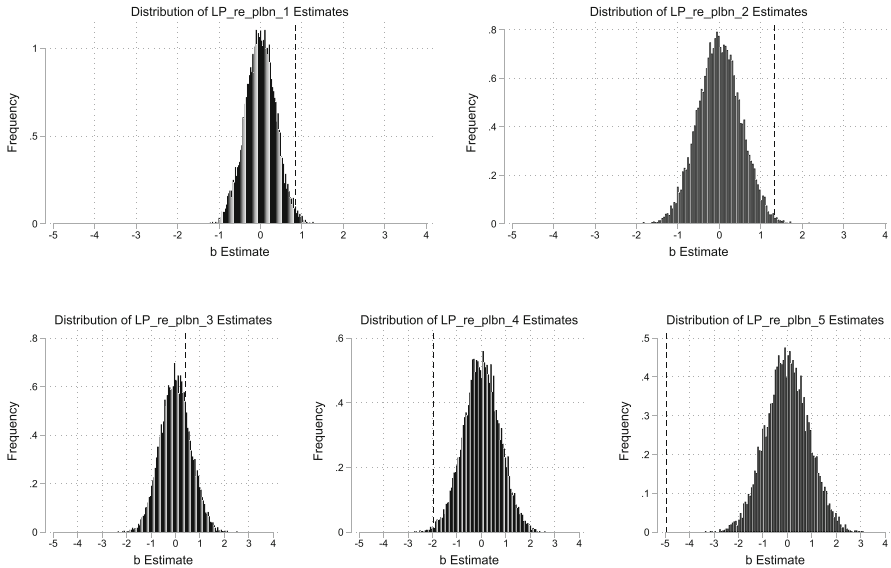 Distribution of LP_re_plbn_1 Estimates
Frequency
1
.5
0
-5 -4 -3 -2 -1 0 1 2 3 4
b Estimate
Distribution of LP_re_plbn_2 Estimates
Frequency
.8
.6
.4
.2
0
-5 -4 -3 -2 -1 0 1 2 3 4
b Estimate
Distribution of LP_re_plbn_3 Estimates
Frequency
.8
.6
.4
.2
0
-5 -4 -3 -2 -1 0 1 2 3 4
b Estimate
Distribution of LP_re_plbn_4 Estimates
Frequency
.6
.4
.2
0
-5 -4 -3 -2 -1 0 1 2 3 4
b Estimate
Distribution of LP_re_plbn_5 Estimates
Frequency
.5
.4
.3
.2
.1
0
-5 -4 -3 -2 -1 0 1 2 3 4
b Estimate